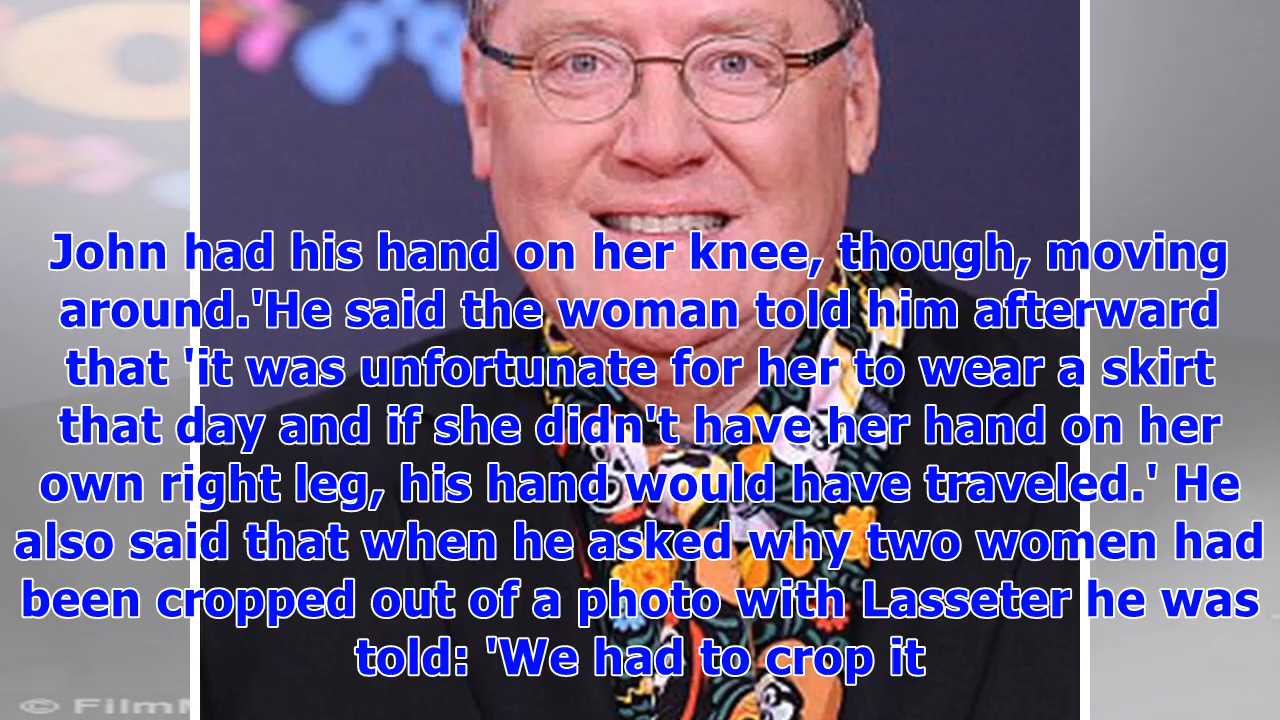 John had his hand on her knee, though, moving
around.'He said the woman told him afterward
that 'it was unfortunate for her to wear a skirt
that day and if she didn't have her hand on her
own right leg, his hand would have traveled.' He
also said that when he asked why two women had
been cropped out of a photo with Lasseter he was
told: 'We had to crop it
© Film